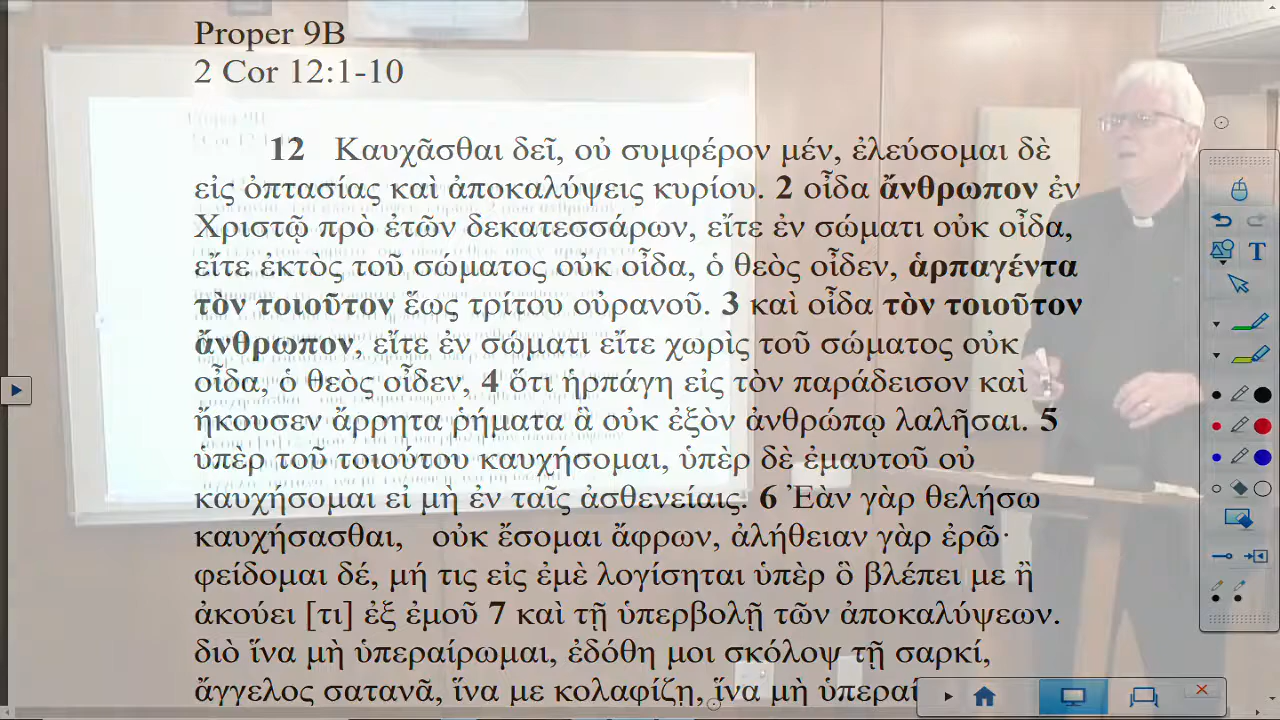 Proper 9B
2 Cor 12:1-10
12 Καυχᾶσθαι δεῖ, οὐ συμφέρον μέν, ἐλεύσομαι δὲ
εἰς ὀπτασίας καὶ ἀποκαλύψεις κυρίου. 2 οἶδα ἄνθρωπον ἐν
Χριστῷ πρὸ ἐτῶν δεκατεσσάρων, εἴτε ἐν σώματι οὐκ οἶδα,
εἴτε ἐκτὸς τοῦ σώματος οὐκ οἶδα, ὁ θεὸς οἶδεν, ἁρπαγέντα
τὸν τοιοῦτον ἕως τρίτου οὐρανοῦ. 3 καὶ οἶδα τὸν τοιοῦτον
ἄνθρωπον, εἴτε ἐν σώματι εἴτε χωρὶς τοῦ σώματος οὐκ
οἶδα, ὁ θεὸς οἶδεν, 4 ὅτι ἡρπάγη εἰς τὸν παράδεισον καὶ
ἤκουσεν ἄρρητα ῥήματα ἃ οὐκ ἐξὸν ἀνθρώπῳ λαλῆσαι. 5
ὑπὲρ τοῦ τοιούτου καυχήσομαι, ὑπὲρ δὲ ἐμαυτοῦ οὐ
καυχήσομαι εἰ μὴ ἐν ταῖς ἀσθενείαις. 6 Ἐὰν γὰρ θελήσω
καυχήσασθαι, οὐκ ἔσομαι ἄφρων, ἀλήθειαν γὰρ ἐρῶ·
φείδομαι δέ, μή τις εἰς ἐμὲ λογίσηται ὑπὲρ ὃ βλέπει με ἢ
ἀκούει [τι] ἐξ ἐμοῦ 7 καὶ τῇ ὑπερβολῇ τῶν ἀποκαλύψεων.
διὸ ἵνα μὴ ὑπεραίρωμαι, ἐδόθη μοι σκόλοψ τῇ σαρκί,
ἄγγελος σατανᾶ, ἵνα με κολαφίζῃ, ἵνα μὴ
T